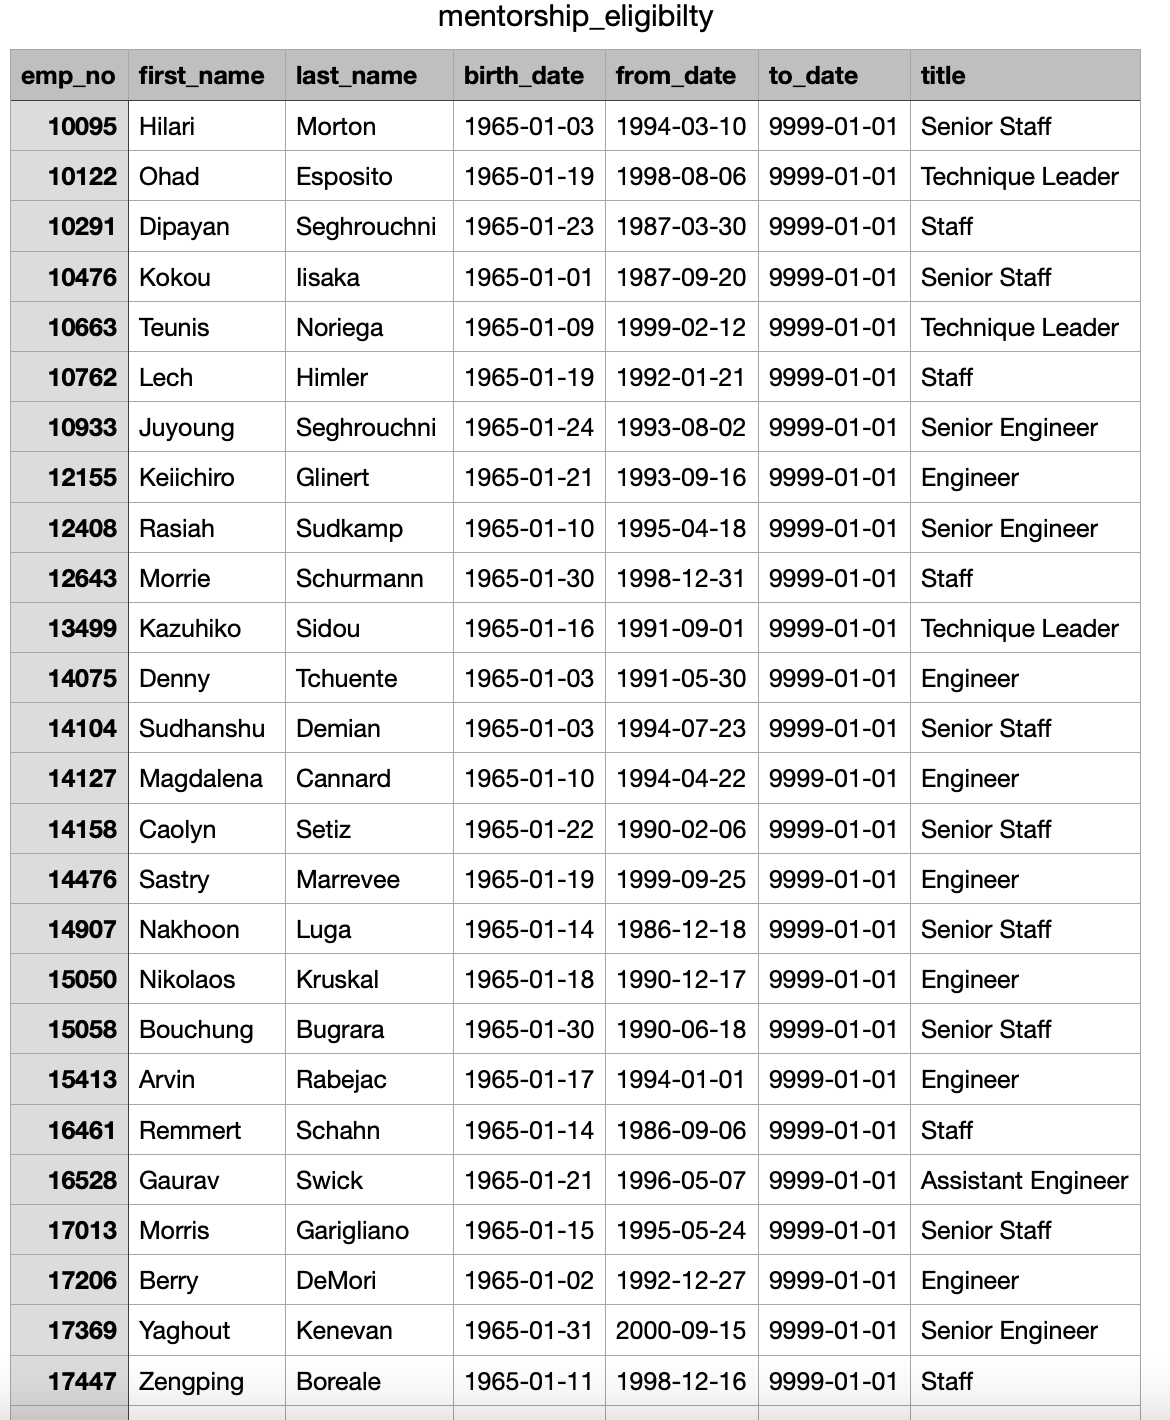 mentorship_eligibilty
emp_no first_name last_name birth_date from_date to_date title
10095 Hilari Morton 1965-01-03 1994-03-10 9999-01-01 Senior Staff
10122 Ohad Esposito 1965-01-19 1998-08-06 9999-01-01 Technique Leader
10291 Dipayan Seghrouchni 1965-01-23 1987-03-30 9999-01-01 Staff
10476 Kokou Iisaka 1965-01-01 1987-09-20 9999-01-01 Senior Staff
10663 Teunis Noriega 1965-01-09 1999-02-12 9999-01-01 Technique Leader
10762 Lech Himler 1965-01-19 1992-01-21 9999-01-01 Staff
10933 Juyoung Seghrouchni 1965-01-24 1993-08-02 9999-01-01 Senior Engineer
12155 Keiichiro Glinert 1965-01-21 1993-09-16 9999-01-01 Engineer
12408 Rasiah Sudkamp 1965-01-10 1995-04-18 9999-01-01 Senior Engineer
12643 Morrie Schurmann 1965-01-30 1998-12-31 9999-01-01 Staff
13499 Kazuhiko Sidou 1965-01-16 1991-09-01 9999-01-01 Technique Leader
14075 Denny Tchuente 1965-01-03 1991-05-30 9999-01-01 Engineer
14104 Sudhanshu Demian 1965-01-03 1994-07-23 9999-01-01 Senior Staff
14127 Magdalena Cannard 1965-01-10 1994-04-22 9999-01-01 Engineer
14158 Caolyn Setiz 1965-01-22 1990-02-06 9999-01-01 Senior Staff
14476 Sastry Marrevee 1965-01-19 1999-09-25 9999-01-01 Engineer
14907 Nakhoon Luga 1965-01-14 1986-12-18 9999-01-01 Senior Staff
15050 Nikolaos Kruskal 1965-01-18 1990-12-17 9999-01-01 Engineer
15058 Bouchung Bugrara 1965-01-30 1990-06-18 9999-01-01 Senior Staff
15413 Arvin Rabejac 1965-01-17 1994-01-01 9999-01-01 Engineer
16461 Remmert Schahn 1965-01-14 1986-09-06 9999-01-01 Staff
16528 Gaurav Swick 1965-01-21 1996-05-07 9999-01-01 Assistant Engineer
17013 Morris Garigliano 1965-01-15 1995-05-24 9999-01-01 Senior Staff
17206 Berry DeMori 1965-01-02 1992-12-27 9999-01-01 Engineer
17369 Yaghout Kenevan 1965-01-31 2000-09-15 9999-01-01 Senior Engineer
17447 Zengping Boreale 1965-01-11 1998-12-16 9999-01-01 Staff